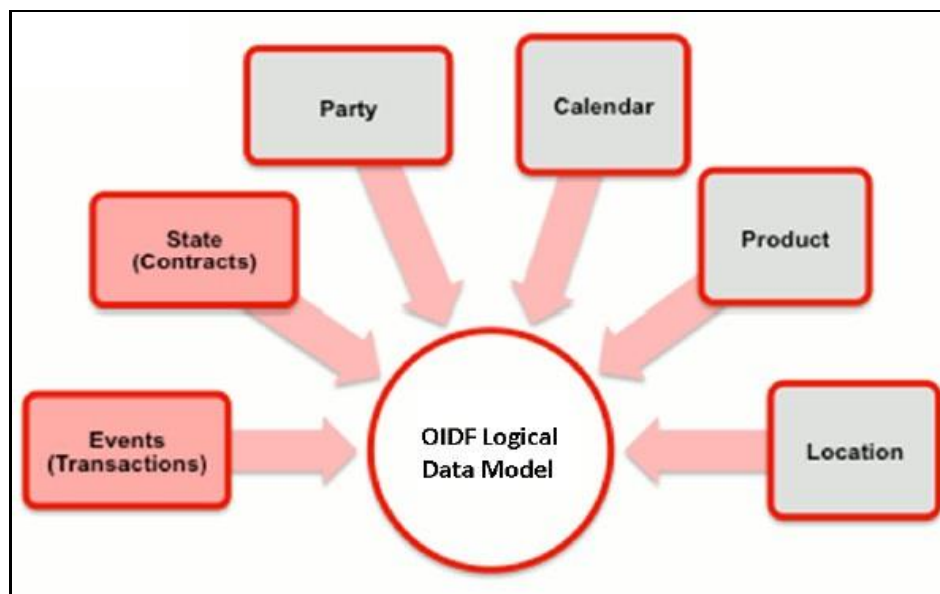 Party
Calendar
State
(Contracts)
Product
Events
(Transactions)
OIDF Logical
Data Model
Location